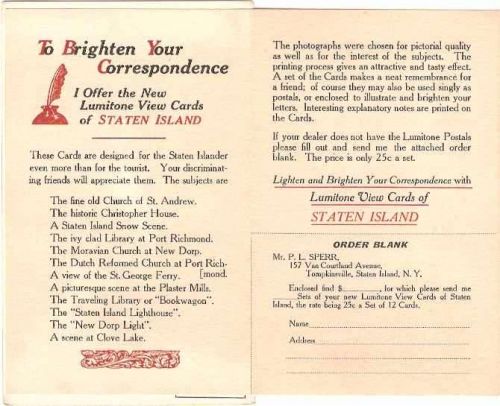 To Brighten Your
Correspondence
I Offer the New
Lumitone View Cards
of STATEN ISLAND
These Cards are designed for the Staten Islander
even more than for the tourist. Your discriminat-
ing friends will appreciate them. The subjects are
The fine old Church of St. Andrew.
The historic Christopher House.
A Staten Island Snow Scene.
The ivy clad Library at Port Richmond.
The Moravian Church at New Dorp.
The Dutch Reformed Church at Port Rich-
A view of the St. George Ferry. [mond.
A picturesque scene at the Plaster Mills.
The Traveling Library or "Bookwagon".
The "Staten Island Lighthouse".
The "New Dorp Light".
A scene at Clove Lake.
The photographs were chosen for pictorial quality
as well as for the interest of the subjects. The
printing process gives an attractive and tasty effect.
A set of the Cards makes a neat remembrance for
a friend; of course they may also be used singly as
postals, or enclosed to illustrate and brighten your
letters. Interesting explanatory notes are printed on
the Cards.
If your dealer does not have the Lumitone Postals
please fill out and send me the attached order
blank. The price is only 25c a set.
Lighten and Brighten Your Correspondence with
Lumitone View Cards of
STATEN ISLAND
ORDER BLANK
Mr. P. L. SPERR,
157 Van Courtland Avenue,
Tompkinsville, Staten Island, N. Y.
Enclosed find $........, for which please send me
......Sets of your new Lumitone View Cards of Staten
Island, the rate being 25c a Set of 12 Cards.
Name
Address